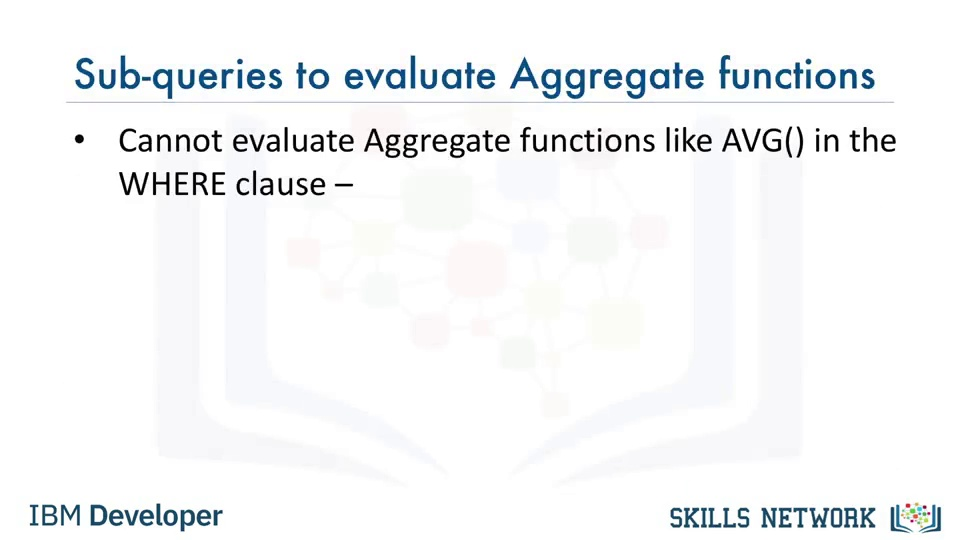 Sub-queries to evaluate Aggregate functions
• Cannot evaluate Aggregate functions like AVG() in the
WHERE clause –
IBM Developer
SKILLS NETWORK